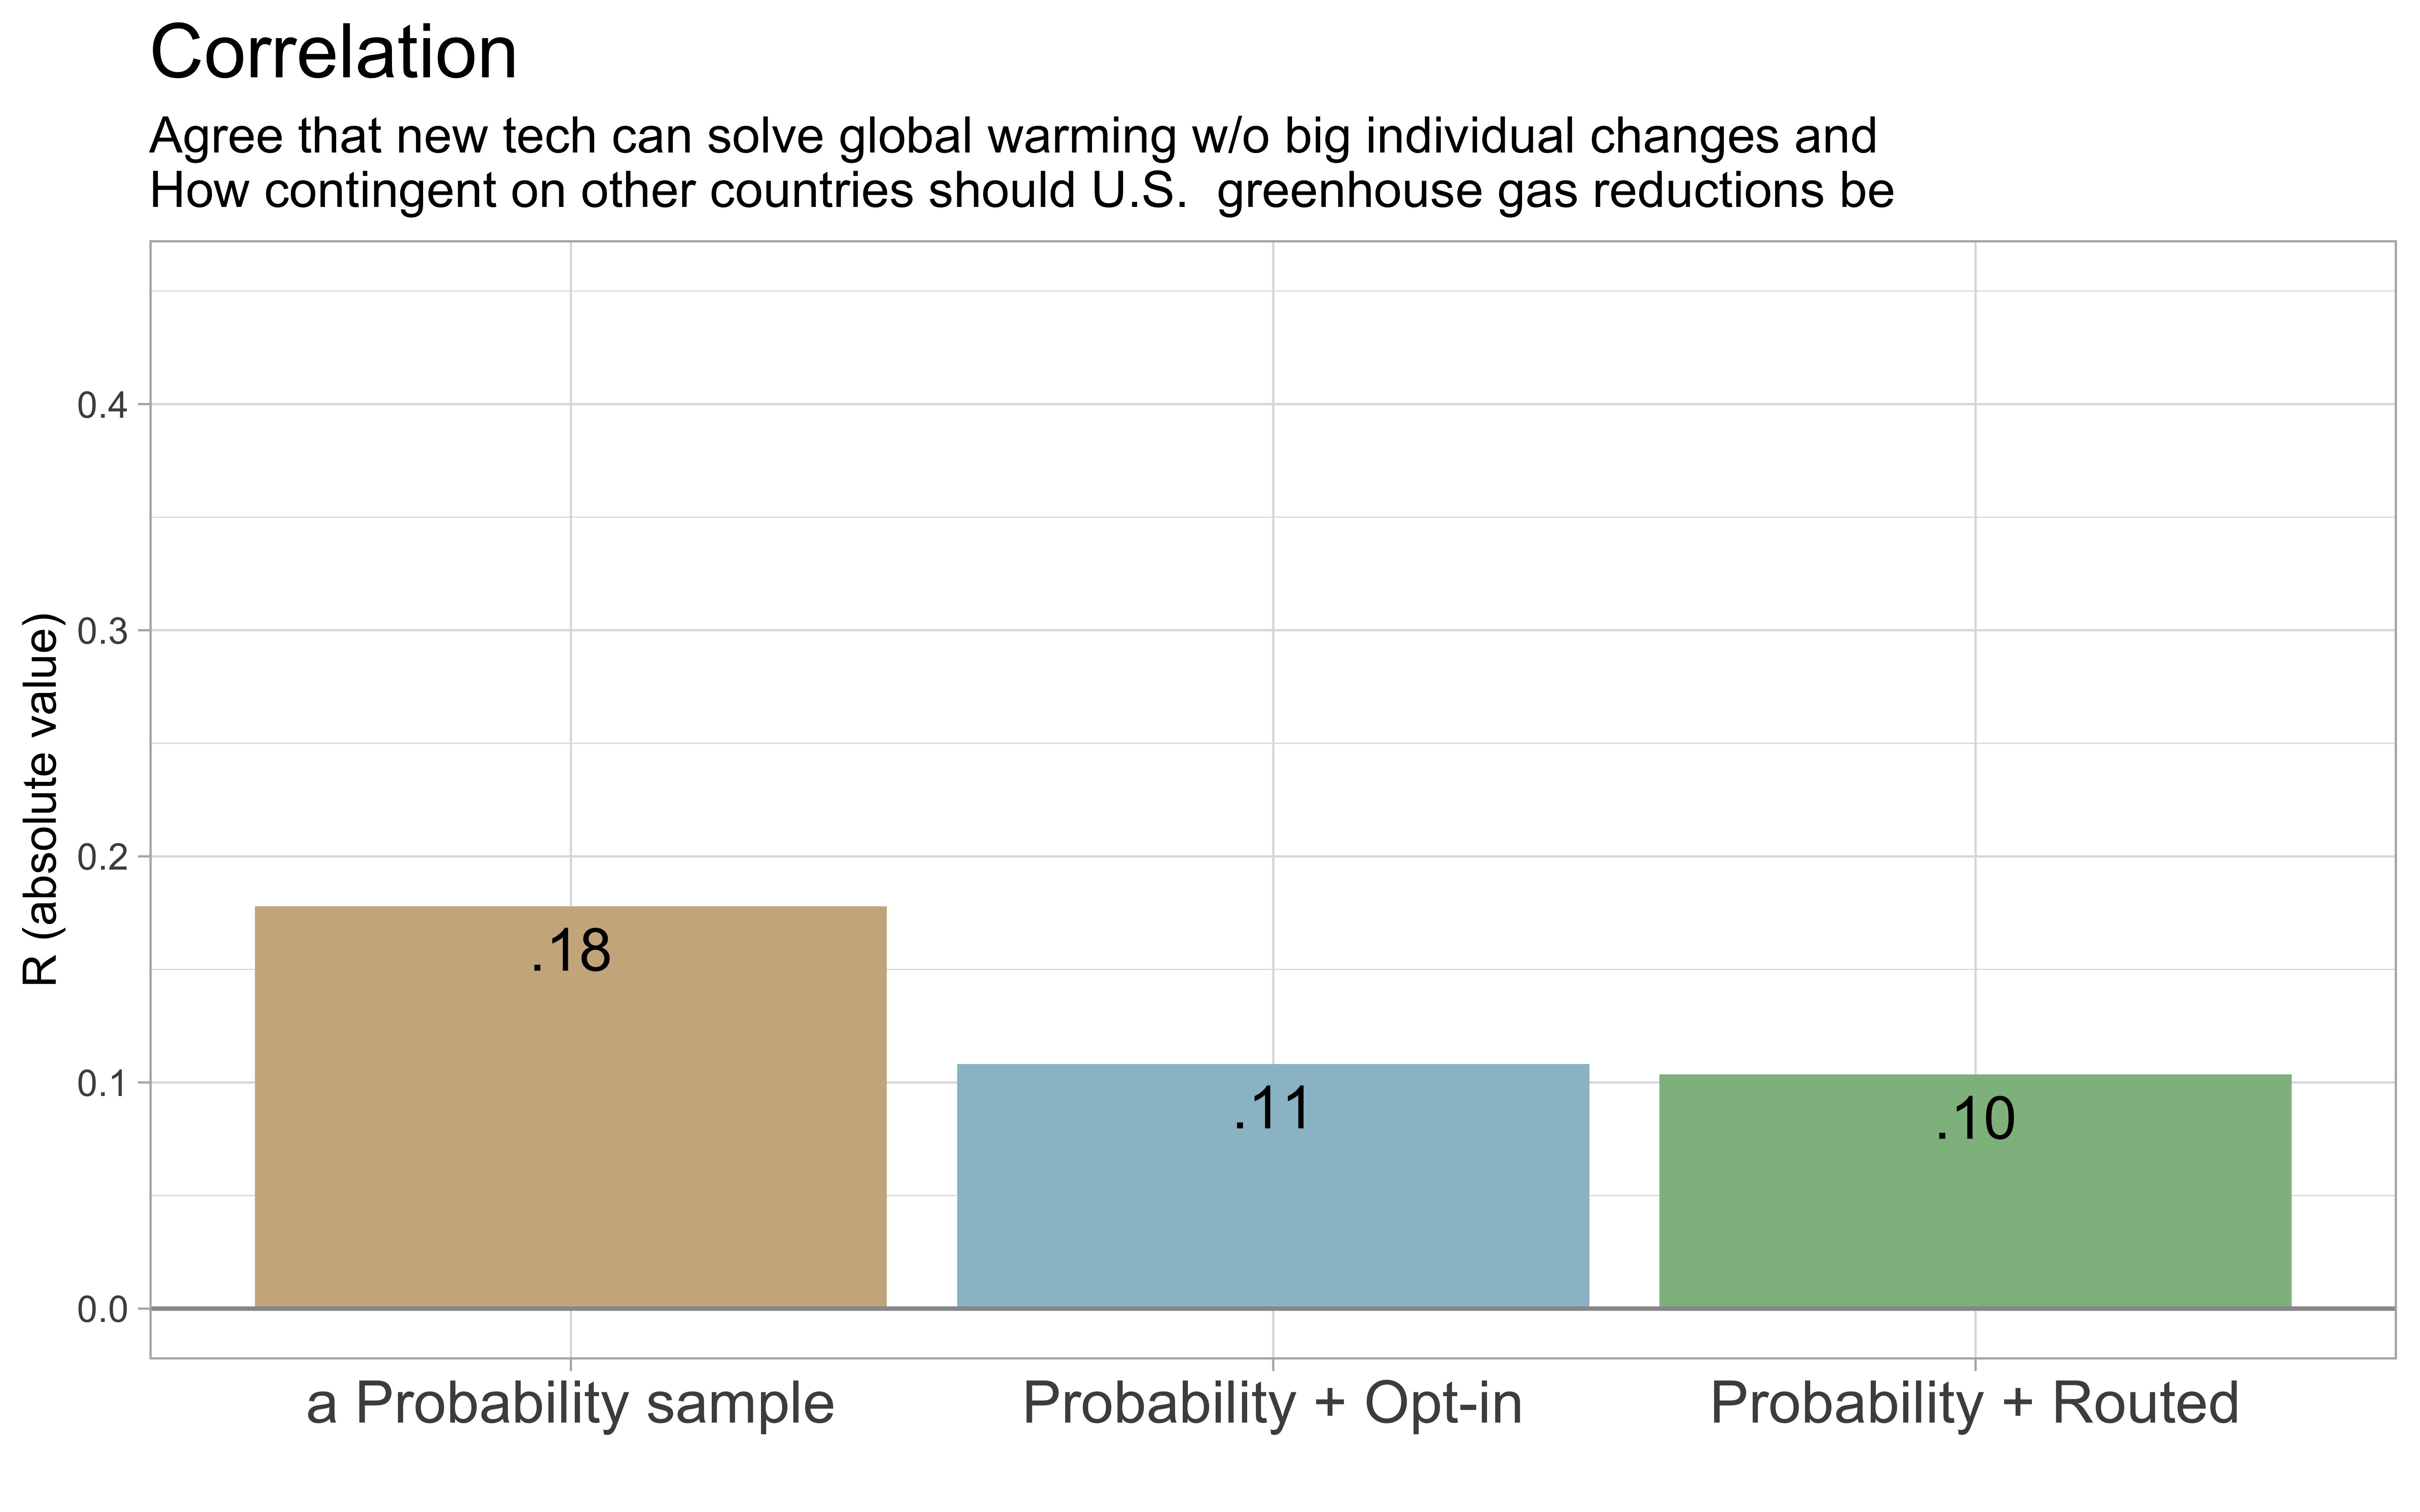 Correlation
Agree that new tech can solve global warming w/o big individual changes and
How contingent on other countries should U.S.  greenhouse gas reductions be
R (absolute value)
0.4
0.3
0.2
0.1
0.0
.18
.11
.10
a Probability sample
Probability + Opt-in
Probability + Routed